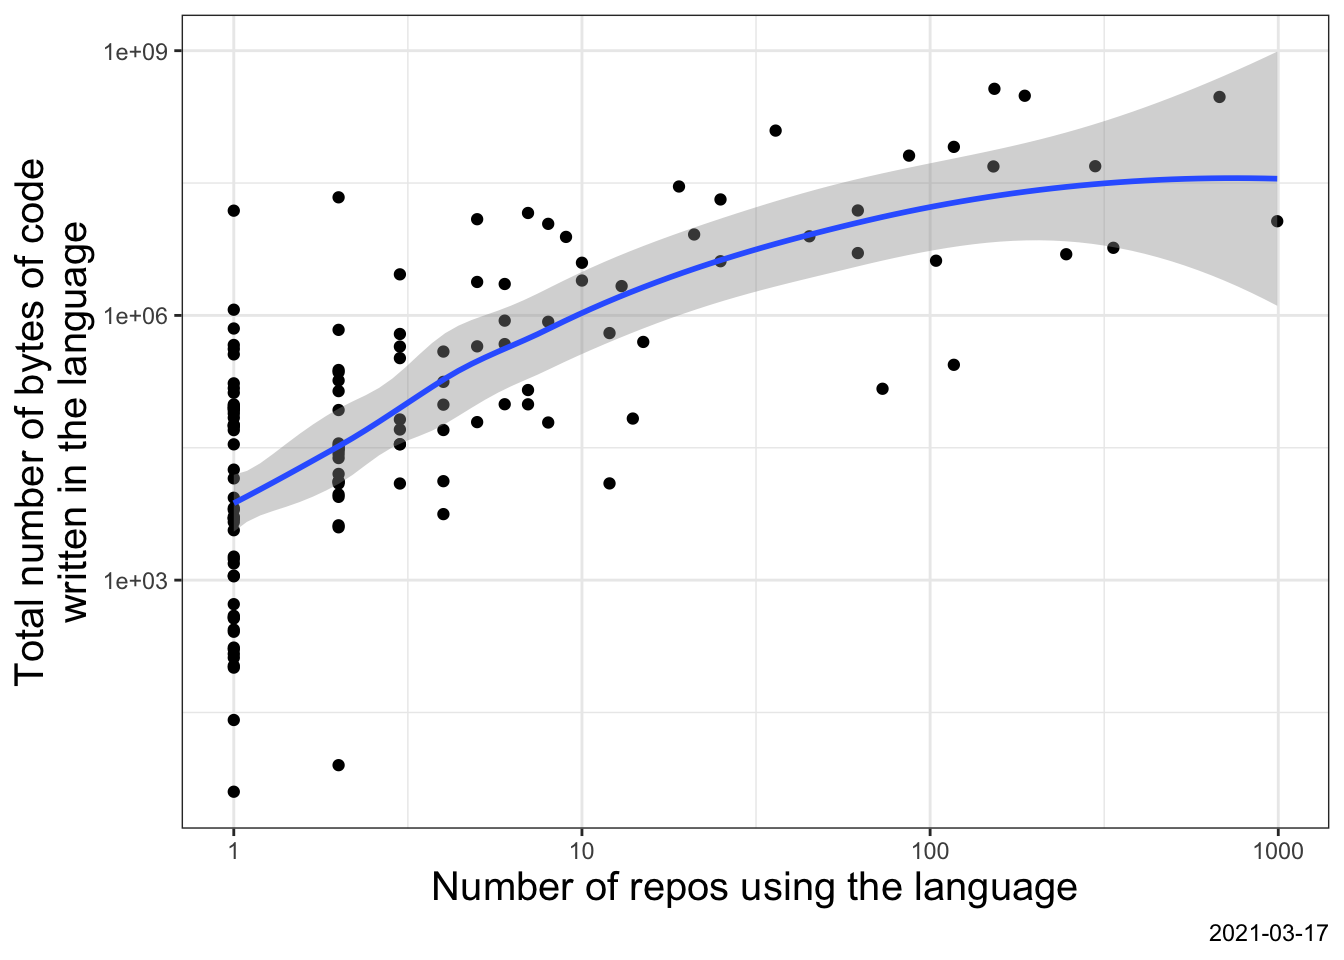 Total number of bytes of code
written in the language
1e+09
1e+06
1e+03
1
10
100
1000
Number of repos using the language
2021-03-17